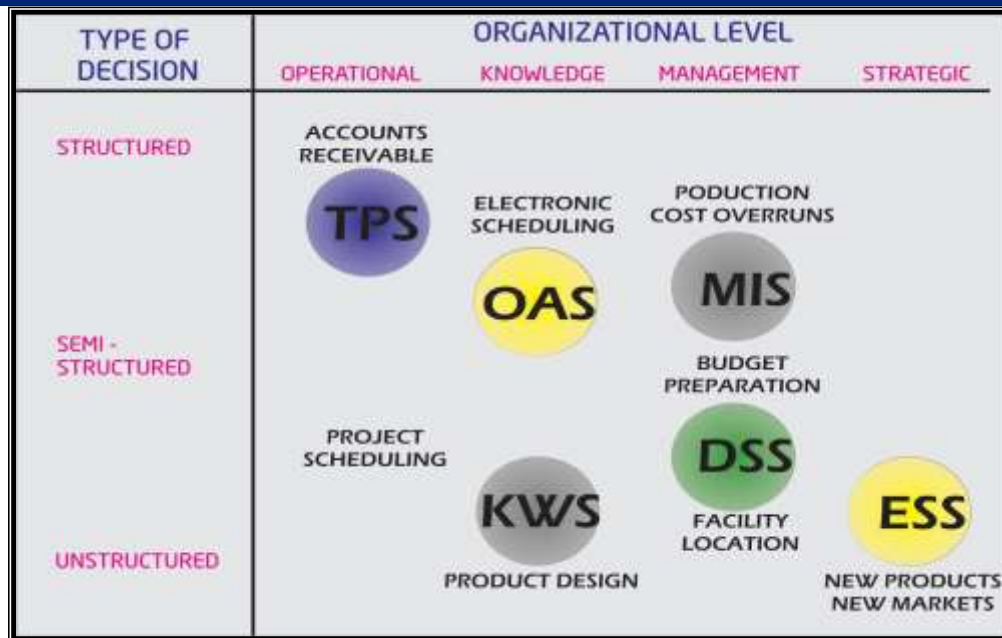 TYPE OF
DECISION
ORGANIZATIONAL LEVEL
OPERATIONAL
KNOWLEDGE
MANAGEMENT
STRATEGIC
STRUCTURED
ACCOUNTS
RECEIVABLE
TPS
ELECTRONIC
SCHEDULING
OAS
PODUCTION
COST OVERRUNS
MIS
SEMI -
STRUCTURED
BUDGET
PREPARATION
PROJECT
SCHEDULING
KWS
DSS
ESS
UNSTRUCTURED
FACILITY
LOCATION
PRODUCT DESIGN
NEW PRODUCTS
NEW MARKETS